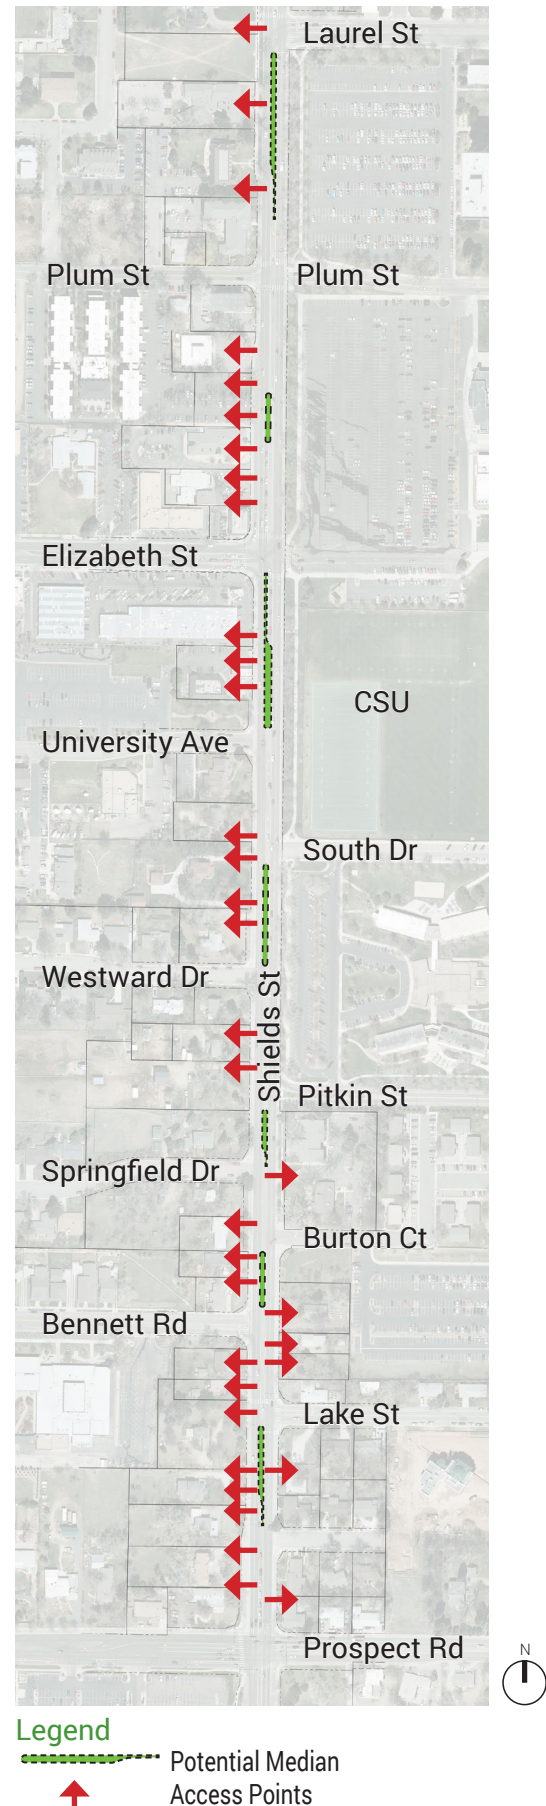 Laurel St
Plum St
Plum St
Elizabeth St
CSU
University Ave
South Dr
Westward Dr
Shields St
Pitkin St
Springfield Dr
Burton Ct
Bennett Rd
Lake St
Prospect Rd
N
Legend
Potential Median
Access Points